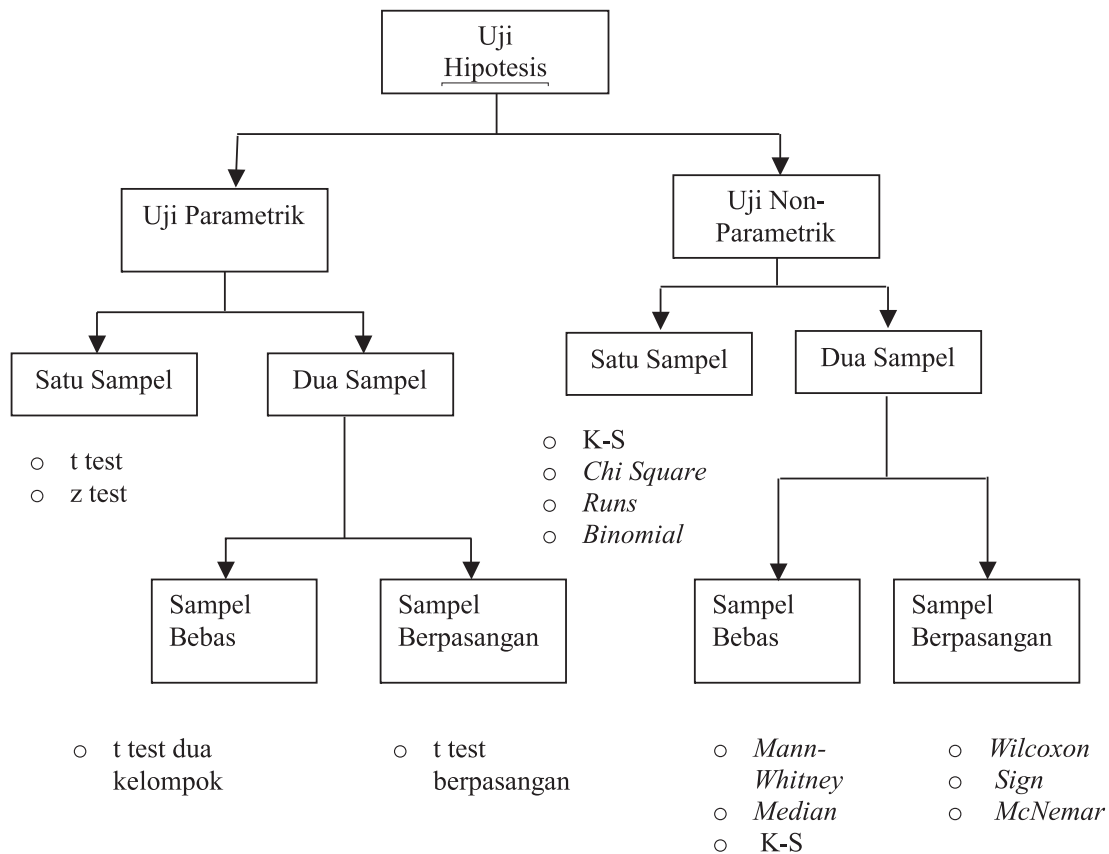 Uji
Hipotesis
Uji Parametrik
Uji Non-
Parametrik
Satu Sampel
Dua Sampel
Satu Sampel
Dua Sampel
○ t test
○ z test
○ K-S
○ Chi Square
○ Runs
○ Binomial
Sampel
Bebas
Sampel
Berpasangan
Sampel
Bebas
Sampel
Berpasangan
○ t test dua
kelompok
○ t test
berpasangan
○ Mann-
Whitney
○ Median
○ K-S
○ Wilcoxon
○ Sign
○ McNemar